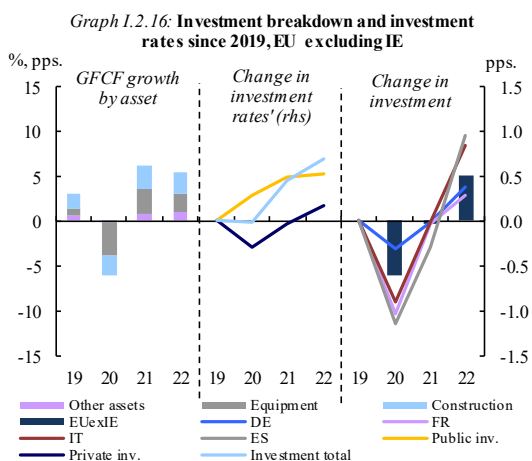 Graph I.2.16: Investment breakdown and investment
rates since 2019, EU excluding IE
%, pps.
pps.
GFCF growth
by asset
Change in
investment
rates' (rhs)
Change in
investment
15
10
5
0
-5
-10
-15
1.5
1.0
0.5
0.0
-0.5
-1.0
-1.5
19 20 21 22 19 20 21 22 19 20 21 22
Other assets Equipment Construction
EUexIE DE FR
IT ES Public inv.
Private inv. Investment total